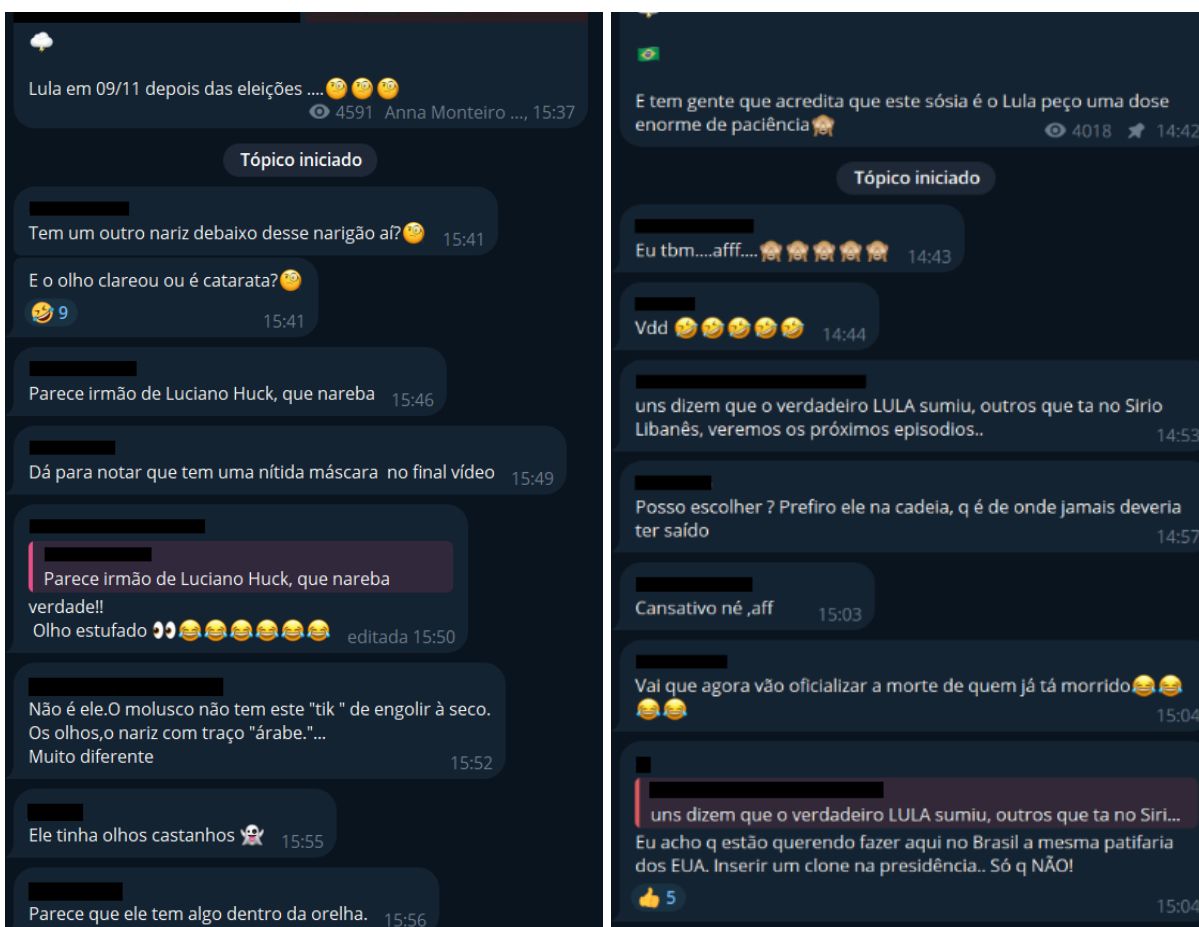 Lula em 09/11 depois das eleições ....🧐🧐🧐
4591 Anna Monteiro ..., 15:37
Tópico iniciado
Tem um outro nariz debaixo desse narigão aí?🧐 15:41
E o olho clareou ou é catarata?🧐
🤣 9 15:41
Parece irmão de Luciano Huck, que nareba 15:46
Dá para notar que tem uma nítida máscara no final vídeo 15:49
Parece irmão de Luciano Huck, que nareba
verdade!!
Olho estufado 👀😂😂😂😂😂😂 editada 15:50
Não é ele.O molusco não tem este "tik " de engolir à seco.
Os olhos,o nariz com traço "árabe."...
Muito diferente 15:52
Ele tinha olhos castanhos 👻 15:55
Parece que ele tem algo dentro da orelha. 15:56
E tem gente que acredita que este sósia é o Lula peço uma dose
enorme de paciência🙈 4018 14:42
Tópico iniciado
Eu tbm....afff....🙈🙈🙈🙈🙈 14:43
Vdd 🤣🤣🤣🤣🤣 14:44
uns dizem que o verdadeiro LULA sumiu, outros que ta no Sirio
Libanês, veremos os próximos episodios.. 14:53
Posso escolher ? Prefiro ele na cadeia, q é de onde jamais deveria
ter saído 14:57
Cansativo né ,aff 15:03
Vai que agora vão oficializar a morte de quem já tá morrido😂😂
😂😂 15:04
uns dizem que o verdadeiro LULA sumiu, outros que ta no Siri...
Eu acho q estão querendo fazer aqui no Brasil a mesma patifaria
dos EUA. Inserir um clone na presidência.. Só q NÃO!
👍 5 15:04